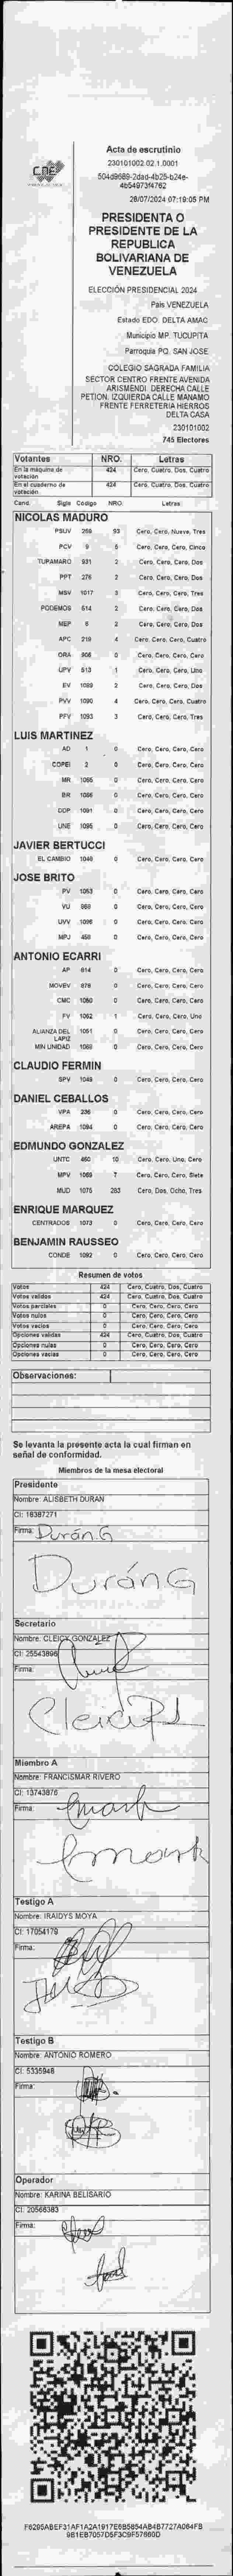 CNE
Acta de escrutinio
230101002.02.1.0001
504d9689-2dad-4b25-b24e-
4b54973f4762
28/07/2024 07:19:05 PM
PRESIDENTA O
PRESIDENTE DE LA
REPUBLICA
BOLIVARIANA DE
VENEZUELA
ELECCIÓN PRESIDENCIAL 2024
País VENEZUELA
Estado EDO. DELTA AMAC
Municipio MP. TUCUPITA
Parroquia PQ. SAN JOSE
COLEGIO SAGRADA FAMILIA
SECTOR CENTRO FRENTE AVENIDA
ARISMENDI. DERECHA CALLE
PETION. IZQUIERDA CALLE MANAMO
FRENTE FERRETERIA HIERROS
DELTA CASA
230101002
745 Electores
Votantes NRO. Letras
En la máquina de votación 424 Cero, Cuatro, Dos, Cuatro
En el cuaderno de votación 424 Cero, Cuatro, Dos, Cuatro
Cand. Sigla Código NRO. Letras
NICOLAS MADURO
PSUV 268 93 Cero, Cero, Nueve, Tres
PCV 9 5 Cero, Cero, Cero, Cinco
TUPAMARO 931 2 Cero, Cero, Cero, Dos
PPT 276 2 Cero, Cero, Cero, Dos
MSV 1017 3 Cero, Cero, Cero, Tres
PODEMOS 514 2 Cero, Cero, Cero, Dos
MEP 6 2 Cero, Cero, Cero, Dos
APC 219 4 Cero, Cero, Cero, Cuatro
ORA 906 0 Cero, Cero, Cero, Cero
UPV 513 1 Cero, Cero, Cero, Uno
EV 1089 2 Cero, Cero, Cero, Dos
PVV 1090 4 Cero, Cero, Cero, Cuatro
PFV 1093 3 Cero, Cero, Cero, Tres
LUIS MARTINEZ
AD 1 0 Cero, Cero, Cero, Cero
COPEI 2 0 Cero, Cero, Cero, Cero
MR 1065 0 Cero, Cero, Cero, Cero
BR 1086 0 Cero, Cero, Cero, Cero
DDP 1091 0 Cero, Cero, Cero, Cero
UNE 1095 0 Cero, Cero, Cero, Cero
JAVIER BERTUCCI
EL CAMBIO 1048 0 Cero, Cero, Cero, Cero
JOSE BRITO
PV 1053 0 Cero, Cero, Cero, Cero
VU 968 0 Cero, Cero, Cero, Cero
UVV 1096 0 Cero, Cero, Cero, Cero
MPJ 458 0 Cero, Cero, Cero, Cero
ANTONIO ECARRI
AP 814 0 Cero, Cero, Cero, Cero
MOVEV 878 0 Cero, Cero, Cero, Cero
CMC 1060 0 Cero, Cero, Cero, Cero
FV 1062 1 Cero, Cero, Cero, Uno
ALIANZA DEL LAPIZ 1051 0 Cero, Cero, Cero, Cero
MIN UNIDAD 1068 0 Cero, Cero, Cero, Cero
CLAUDIO FERMIN
SPV 1048 0 Cero, Cero, Cero, Cero
DANIEL CEBALLOS
VPA 236 0 Cero, Cero, Cero, Cero
AREPA 1094 0 Cero, Cero, Cero, Cero
EDMUNDO GONZALEZ
UNTC 460 10 Cero, Cero, Uno, Cero
MPV 1069 7 Cero, Cero, Cero, Siete
MUD 1075 283 Cero, Dos, Ocho, Tres
ENRIQUE MARQUEZ
CENTRADOS 1073 0 Cero, Cero, Cero, Cero
BENJAMIN RAUSSEO
CONDE 1092 0 Cero, Cero, Cero, Cero
Resumen de votos
Votos 424 Cero, Cuatro, Dos, Cuatro
Votos validos 424 Cero, Cuatro, Dos, Cuatro
Votos parciales 0 Cero, Cero, Cero, Cero
Votos nulos 0 Cero, Cero, Cero, Cero
Votos vacios 0 Cero, Cero, Cero, Cero
Opciones validas 424 Cero, Cuatro, Dos, Cuatro
Opciones nulas 0 Cero, Cero, Cero, Cero
Opciones vacias 0 Cero, Cero, Cero, Cero
Observaciones:
Se levanta la presente acta la cual firman en
señal de conformidad.
Miembros de la mesa electoral
Presidente
Nombre: ALISBETH DURAN
CI: 18387271
Firma: Durán.G
Durán G
Secretario
Nombre: CLEICY GONZALEZ
CI: 25543896
Firma:
Miembro A
Nombre: FRANCISMAR RIVERO
CI: 13743876
Firma:
Testigo A
Nombre: IRAIDYS MOYA
CI: 17054179
Firma:
Testigo B
Nombre: ANTONIO ROMERO
CI: 5335948
Firma:
Operador
Nombre: KARINA BELISARIO
CI: 20566383
Firma:
F6295ABEF31AF1A2A1917E6B5854AB4B7727A064FB
9B1EB7057D5F3C9F57660D